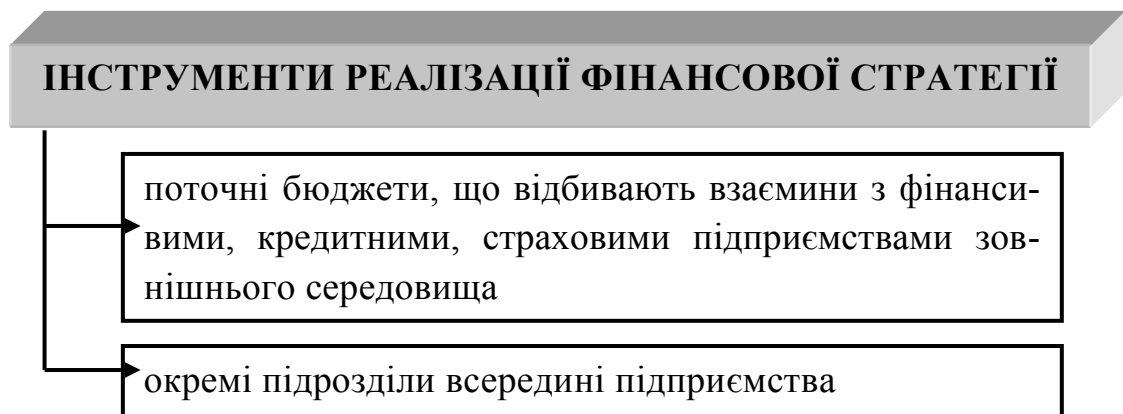 ІНСТРУМЕНТИ РЕАЛІЗАЦІЇ ФІНАНСОВОЇ СТРАТЕГІЇ
поточні бюджети, що відбивають взаємини з фінанси-
вими, кредитними, страховими підприємствами зов-
нішнього середовища
окремі підрозділи всередині підприємства